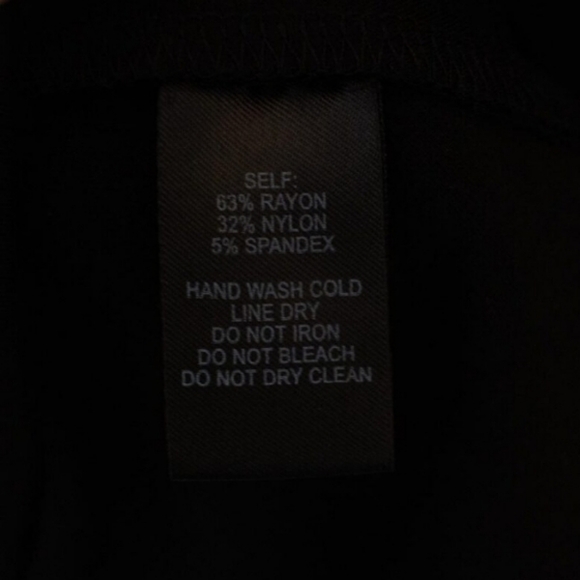 SELF:
63% RAYON
32% NYLON
5% SPANDEX
HAND WASH COLD
LINE DRY
DO NOT IRON
DO NOT BLEACH
DO NOT DRY CLEAN